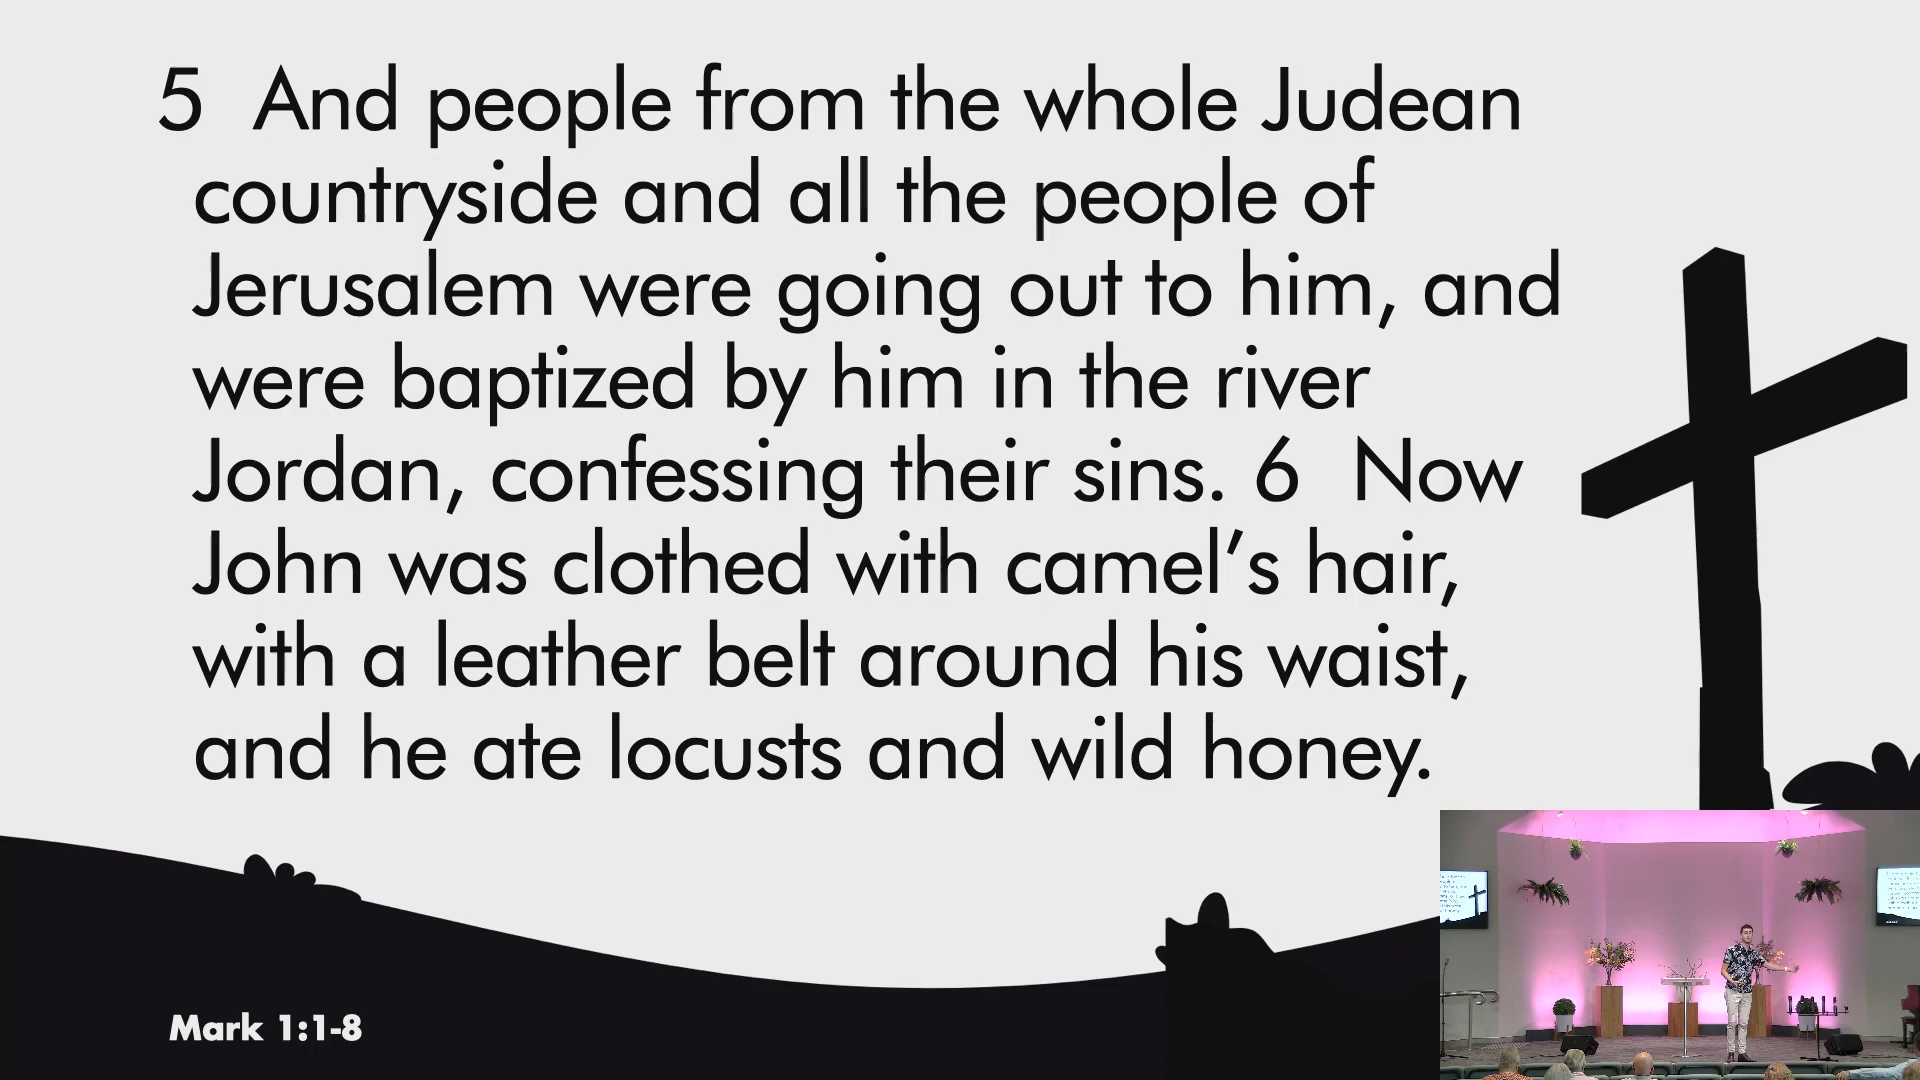 5 And people from the whole Judean
countryside and all the people of
Jerusalem were going out to him, and
were baptized by him in the river
Jordan, confessing their sins. 6 Now
John was clothed with camel’s hair,
with a leather belt around his waist,
and he ate locusts and wild honey.
Mark 1:1-8